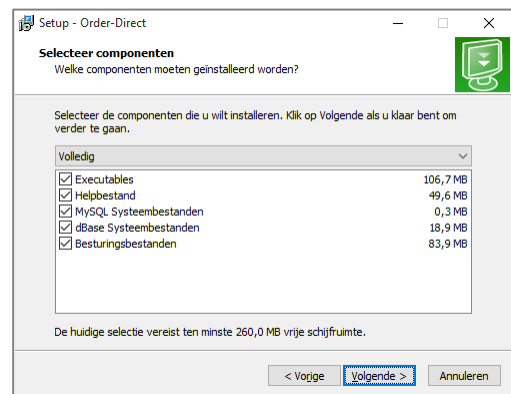 Setup - Order-Direct
Selecteer componenten
Welke componenten moeten geïnstalleerd worden?
Selecteer de componenten die u wilt installeren. Klik op Volgende als u klaar bent om
verder te gaan.
Volledig
Executables 106,7 MB
Helpbestand 49,6 MB
MySQL Systeembestanden 0,3 MB
dBase Systeembestanden 18,9 MB
Besturingsbestanden 83,9 MB
De huidige selectie vereist ten minste 260,0 MB vrije schijfruimte.
< Vorige Volgende > Annuleren